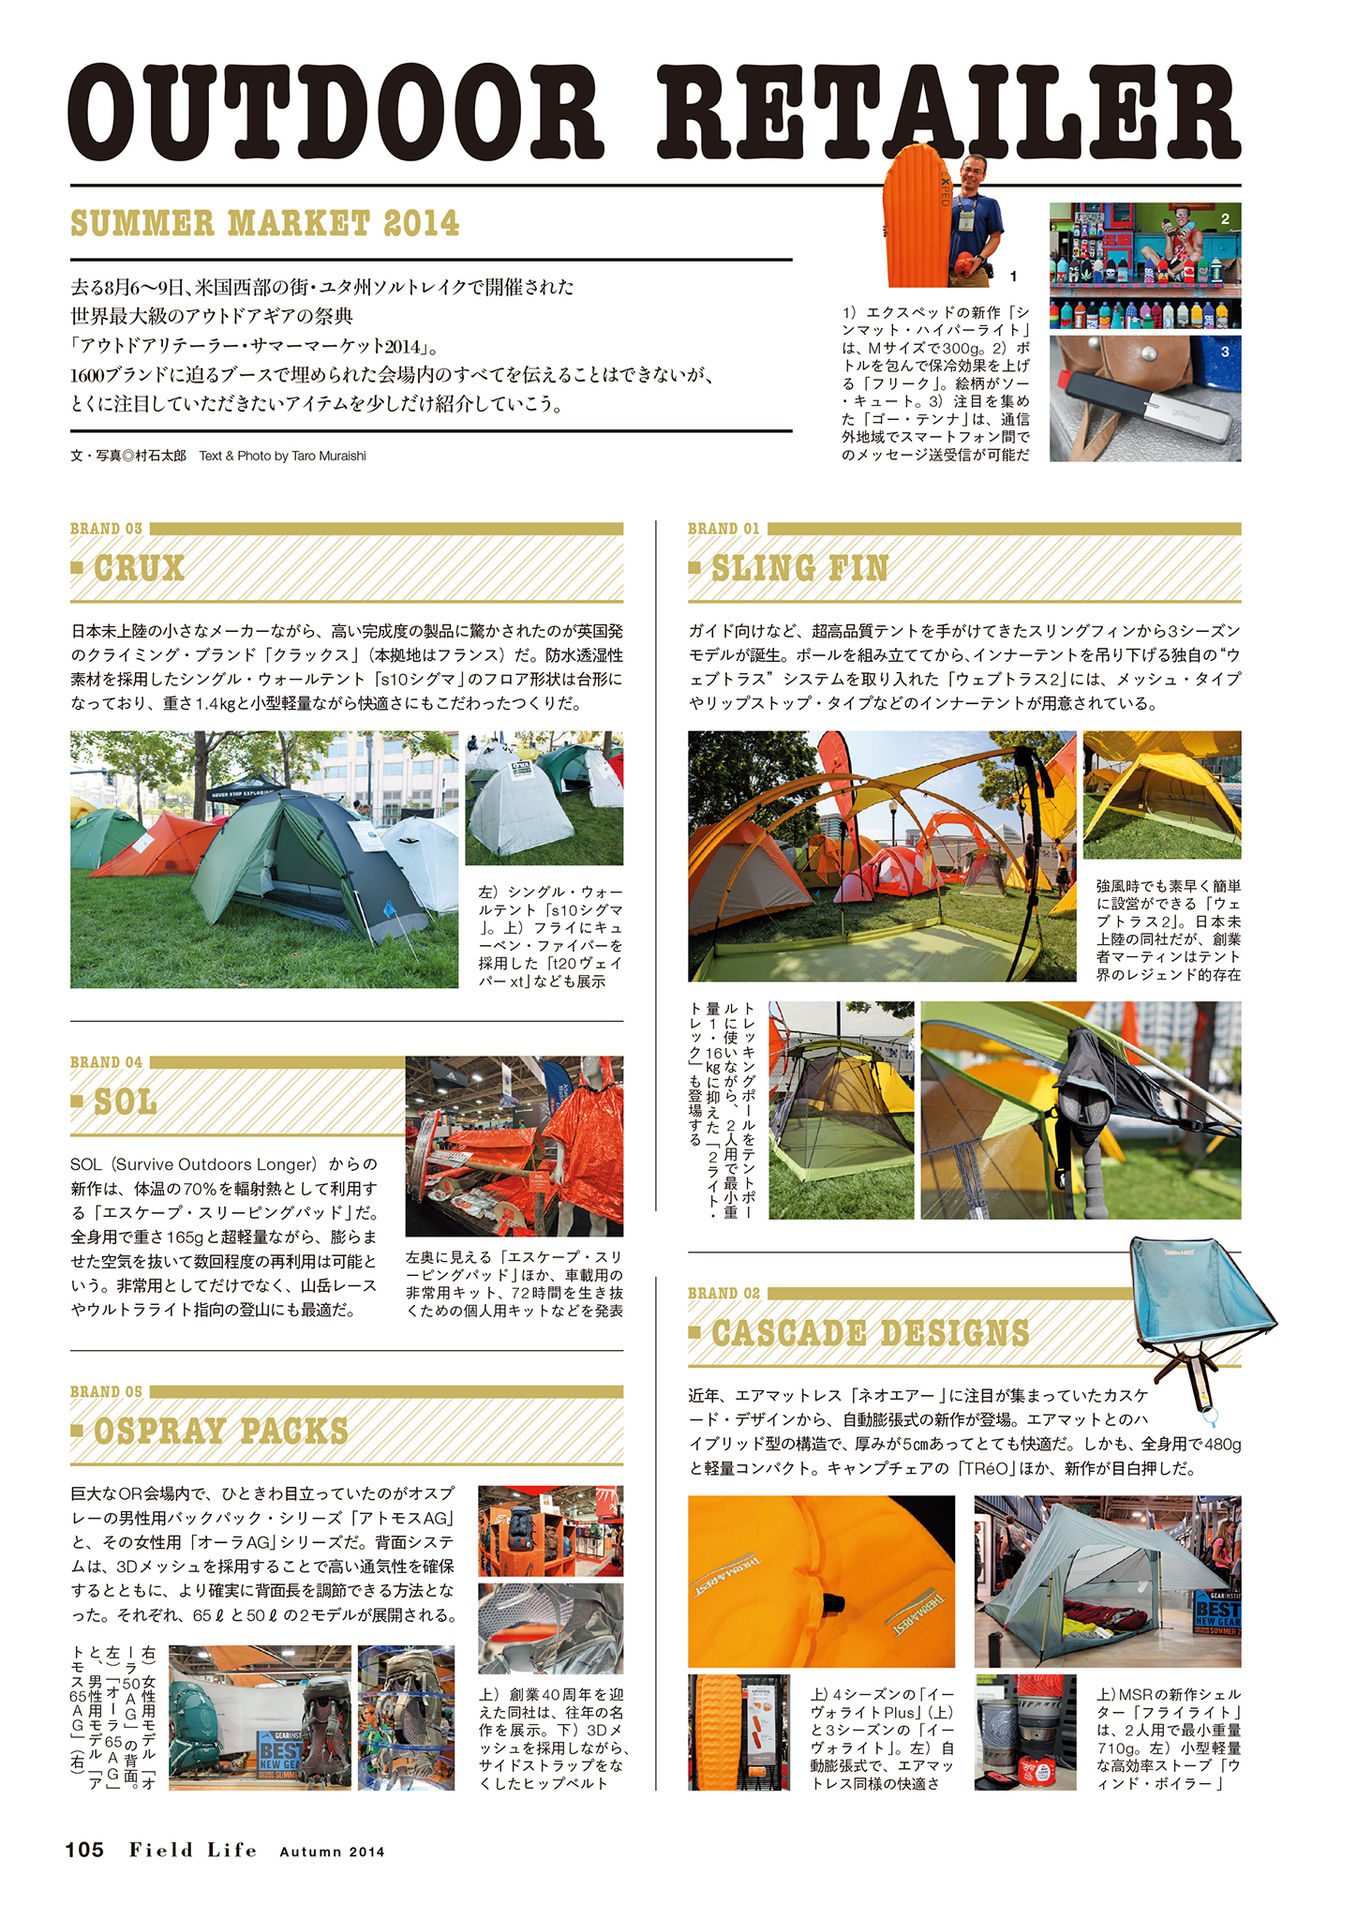 OUTDOOR RETAILER
SUMMER MARKET 2014
去る8月6〜9日、米国西部の街・ユタ州ソルトレイクで開催された
世界最大級のアウトドアギアの祭典
「アウトドアリテーラー・サマーマーケット2014」。
1600ブランドに迫るブースで埋められた会場内のすべてを伝えることはできないが、
とくに注目していただきたいアイテムを少しだけ紹介していこう。
文・写真◎村石太郎 Text & Photo by Taro Muraishi
EXPED
1
2
3
goTenna
1）エクスペッドの新作「シ
ンマット・ハイパーライト」
は、Mサイズで300g。2）ボ
トルを包んで保冷効果を上げ
る「フリーク」。絵柄がソー
・キュート。3）注目を集め
た「ゴー・テンナ」は、通信
外地域でスマートフォン間で
のメッセージ送受信が可能だ
BRAND 01
SLING FIN
ガイド向けなど、超高品質テントを手がけてきたスリングフィンから3シーズン
モデルが誕生。ポールを組み立ててから、インナーテントを吊り下げる独自の“ウ
ェブトラス”システムを取り入れた「ウェブトラス2」には、メッシュ・タイプ
やリップストップ・タイプなどのインナーテントが用意されている。
強風時でも素早く簡単
に設営ができる「ウェ
ブトラス2」。日本未
上陸の同社だが、創業
者マーティンはテント
界のレジェンド的存在
トレッキングポールをテントポー
ルに使いながら、2人用で最小重
量1・16kgに抑えた「2ライト・
トレック」も登場する
BRAND 02
CASCADE DESIGNS
THERMAREST
近年、エアマットレス「ネオエアー」に注目が集まっていたカスケ
ード・デザインから、自動膨張式の新作が登場。エアマットとのハ
イブリッド型の構造で、厚みが5㎝あってとても快適だ。しかも、全身用で480g
と軽量コンパクト。キャンプチェアの「TRéO」ほか、新作が目白押しだ。
THERMAREST
THERMAREST
GEARINSTIT
BEST
NEW GEAR
SUMMER
上）4シーズンの「イー
ヴォライトPlus」（上）
と3シーズンの「イー
ヴォライト」。左）自
動膨張式で、エアマッ
トレス同様の快適さ
上）MSRの新作シェル
ター「フライライト」
は、2人用で最小重量
710g。左）小型軽量
な高効率ストーブ「ウ
ィンド・ボイラー」
BRAND 03
CRUX
日本未上陸の小さなメーカーながら、高い完成度の製品に驚かされたのが英国発
のクライミング・ブランド「クラックス」（本拠地はフランス）だ。防水透湿性
素材を採用したシングル・ウォールテント「s10シグマ」のフロア形状は台形に
なっており、重さ1.4㎏と小型軽量ながら快適さにもこだわったつくりだ。
NEVER STOP EXPLORING
crux
左）シングル・ウォー
ルテント「s10シグマ
」。上）フライにキュ
ーベン・ファイバーを
採用した「t20ヴェイ
パーxt」なども展示
BRAND 04
SOL
SOL（Survive Outdoors Longer）からの
新作は、体温の70%を輻射熱として利用す
る「エスケープ・スリーピングパッド」だ。
全身用で重さ165gと超軽量ながら、膨らま
せた空気を抜いて数回程度の再利用は可能と
いう。非常用としてだけでなく、山岳レース
やウルトラライト指向の登山にも最適だ。
左奥に見える「エスケープ・スリ
ーピングパッド」ほか、車載用の
非常用キット、72時間を生き抜
くための個人用キットなどを発表
BRAND 05
OSPRAY PACKS
巨大なOR会場内で、ひときわ目立っていたのがオスプ
レーの男性用バックパック・シリーズ「アトモスAG」
と、その女性用「オーラAG」シリーズだ。背面システ
ムは、3Dメッシュを採用することで高い通気性を確保
するとともに、より確実に背面長を調節できる方法とな
った。それぞれ、65ℓと50ℓの2モデルが展開される。
右）女性用モデル「オ
ーラ50AG」の背面。
左）「オーラ65AG」
と、男性用モデル「ア
トモス65AG」（右）
GEARINST
BEST
NEW GE
SUMM
上）創業40周年を迎
えた同社は、往年の名
作を展示。下）3Dメ
ッシュを採用しながら、
サイドストラップをな
くしたヒップベルト
105 Field Life Autumn 2014